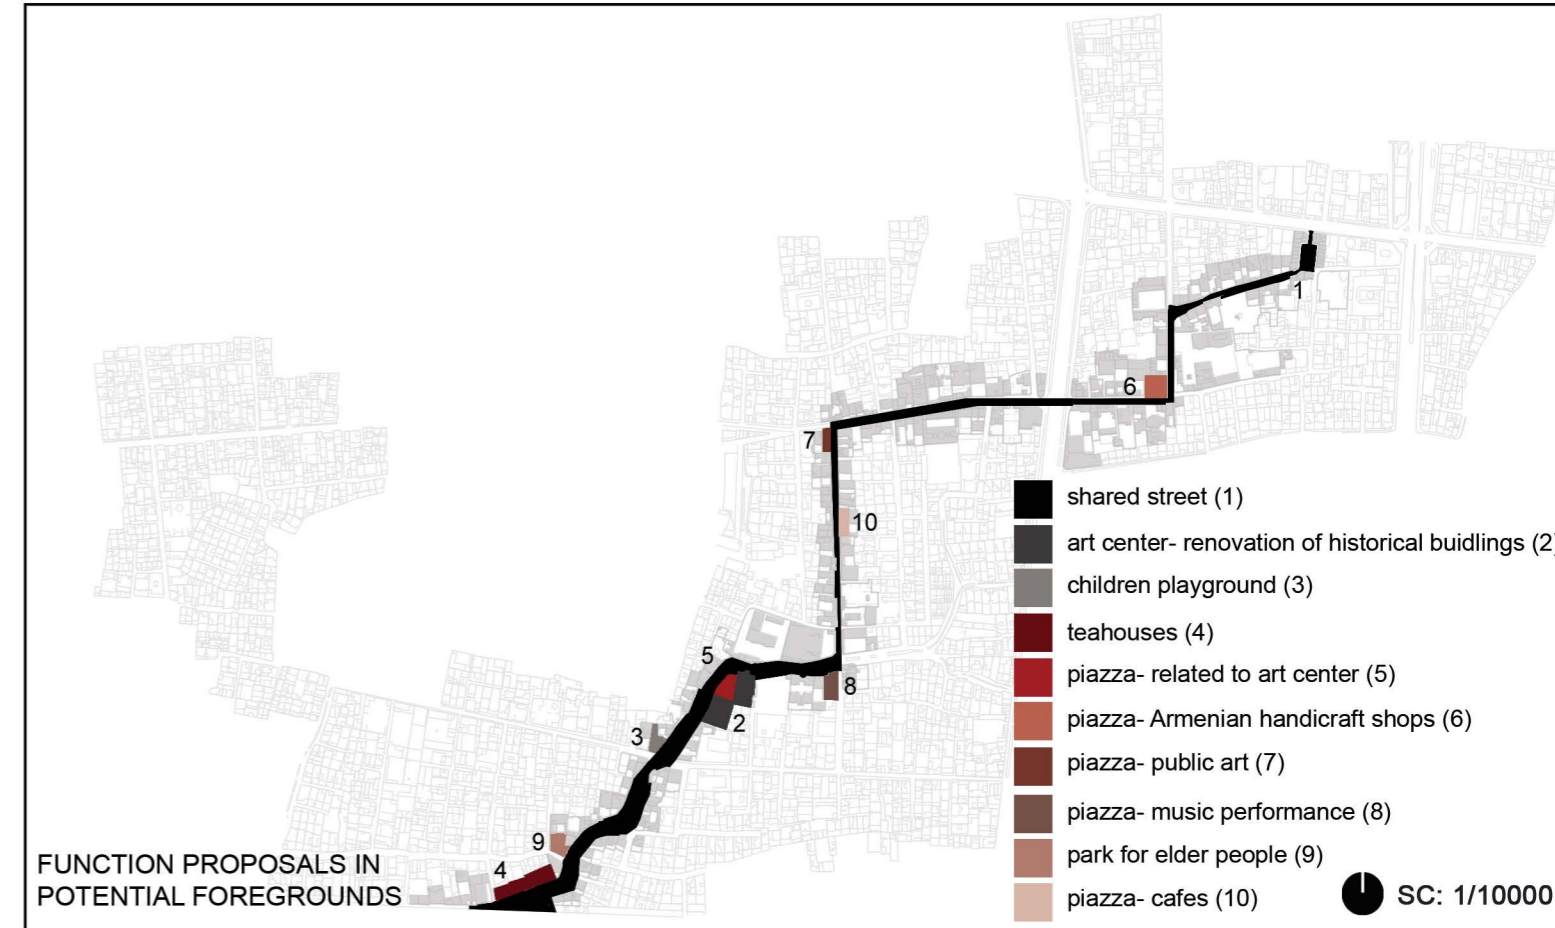 1
6
7
10
5
8
2
3
9
4
shared street (1)
art center- renovation of historical buidlings (2)
children playground (3)
teahouses (4)
piazza- related to art center (5)
piazza- Armenian handicraft shops (6)
piazza- public art (7)
piazza- music performance (8)
park for elder people (9)
piazza- cafes (10)
FUNCTION PROPOSALS IN
POTENTIAL FOREGROUNDS
SC: 1/10000